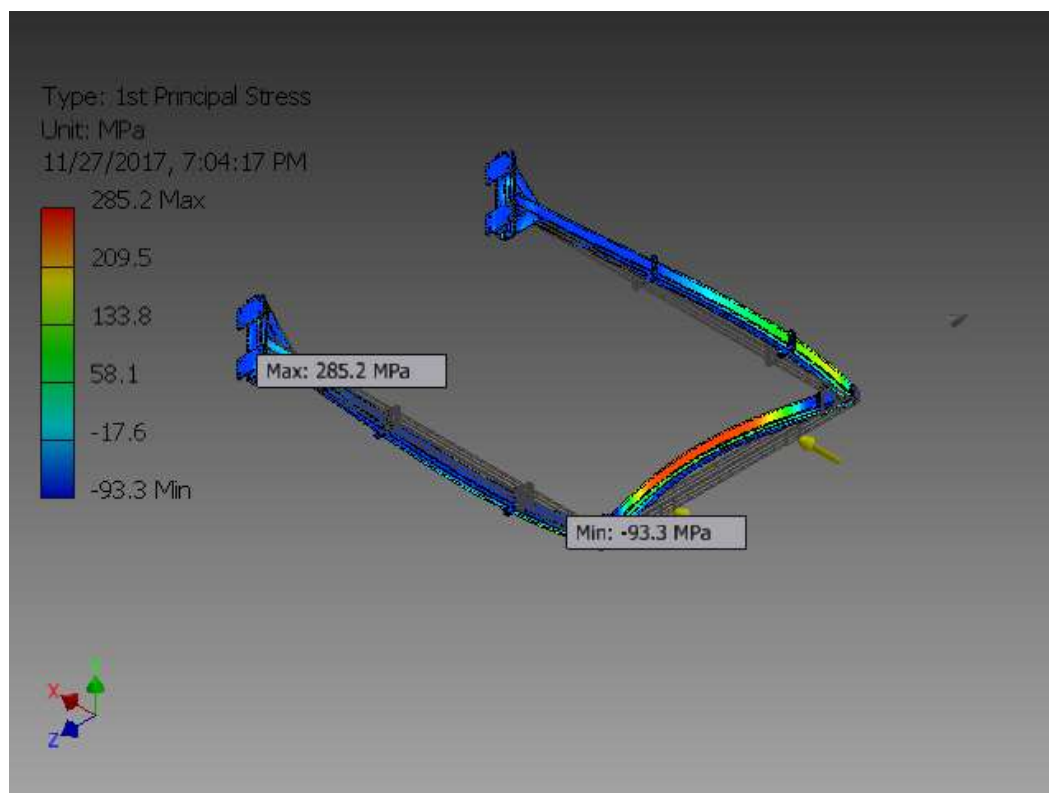 Type: 1st Principal Stress
Unit: MPa
11/27/2017, 7:04:17 PM
285.2 Max
209.5
133.8
58.1
-17.6
-93.3 Min
Max: 285.2 MPa
Min: -93.3 MPa
X
Z